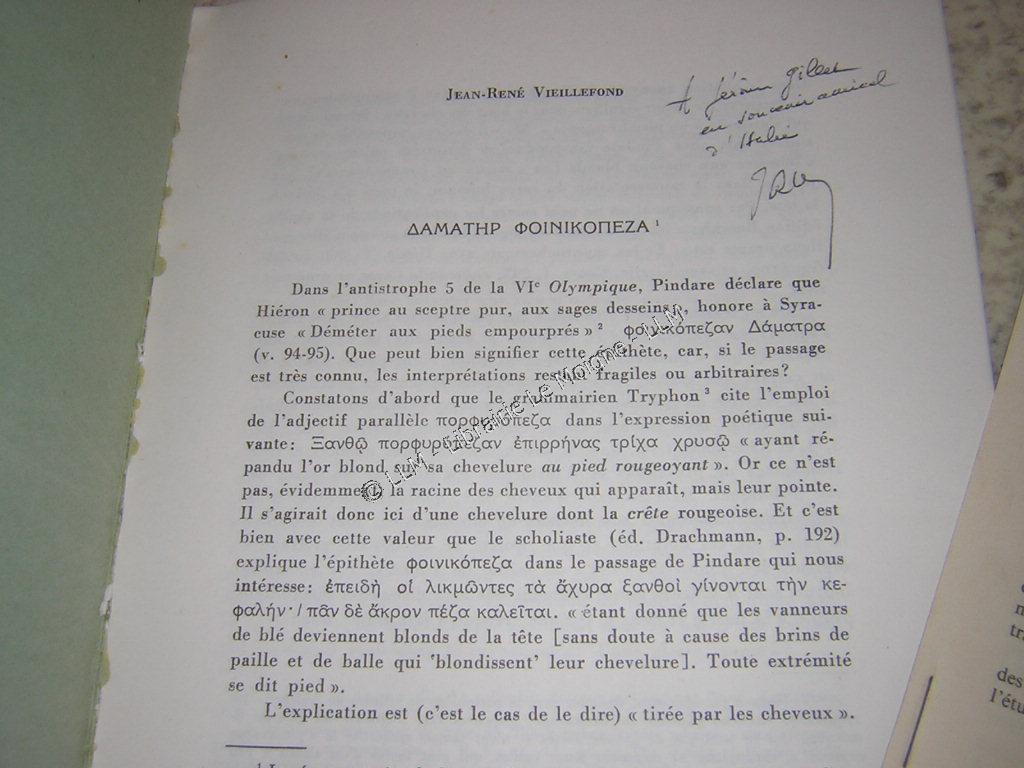 JEAN-RENÉ VIEILLEFOND
A Jérôme Gillet
en souvenir amical
d'Italie
ΔΑΜΑΤΗΡ ΦΟΙΝΙΚΟΠΕΖΑ ¹
Dans l'antistrophe 5 de la VIe Olympique, Pindare déclare que
Hiéron « prince au sceptre pur, aux sages desseins », honore à Syra-
cuse « Déméter aux pieds empourprés » ² φοινικόπεζαν Δάματρα
(v. 94-95). Que peut bien signifier cette épithète, car, si le passage
est très connu, les interprétations restent fragiles ou arbitraires?
Constatons d'abord que le grammairien Tryphon ³ cite l'emploi
de l'adjectif parallèle πορφυρόπεζα dans l'expression poétique sui-
vante: Ξανθῷ πορφυρόπεζαν ἐπιρρήνας τρίχα χρυσῷ « ayant ré-
pandu l'or blond sur sa chevelure au pied rougeoyant ». Or ce n'est
pas, évidemment, la racine des cheveux qui apparaît, mais leur pointe.
Il s'agirait donc ici d'une chevelure dont la crête rougeoise. Et c'est
bien avec cette valeur que le scholiaste (éd. Drachmann, p. 192)
explique l'épithète φοινικόπεζα dans le passage de Pindare qui nous
intéresse: ἐπειδὴ οἱ λικμῶντες τὰ ἄχυρα ξανθοὶ γίνονται τὴν κε-
φαλήν·/πᾶν δὲ ἄκρον πέζα καλεῖται. « étant donné que les vanneurs
de blé deviennent blonds de la tête [sans doute à cause des brins de
paille et de balle qui 'blondissent' leur chevelure]. Toute extrémité
se dit pied ».
L'explication est (c'est le cas de le dire) « tirée par les cheveux ».
© LLM - Librairie Le Moigne - LLM
des
l'étu